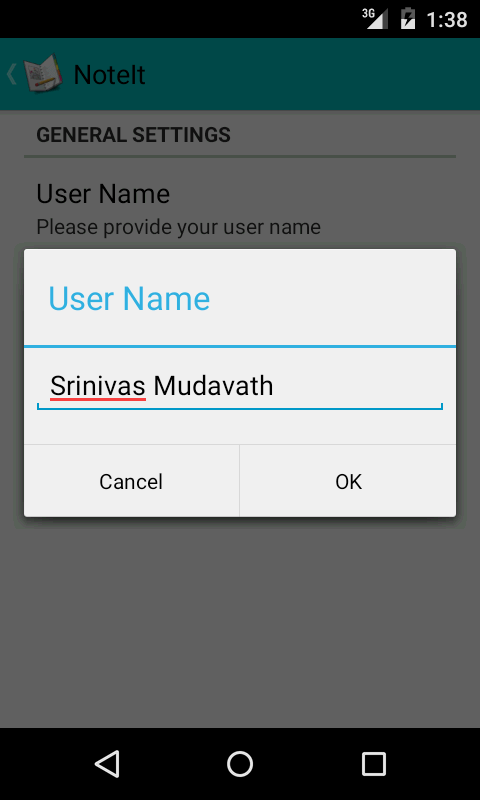 3G 1:38
NoteIt
GENERAL SETTINGS
User Name
Please provide your user name
User Name
Srinivas Mudavath
Cancel OK